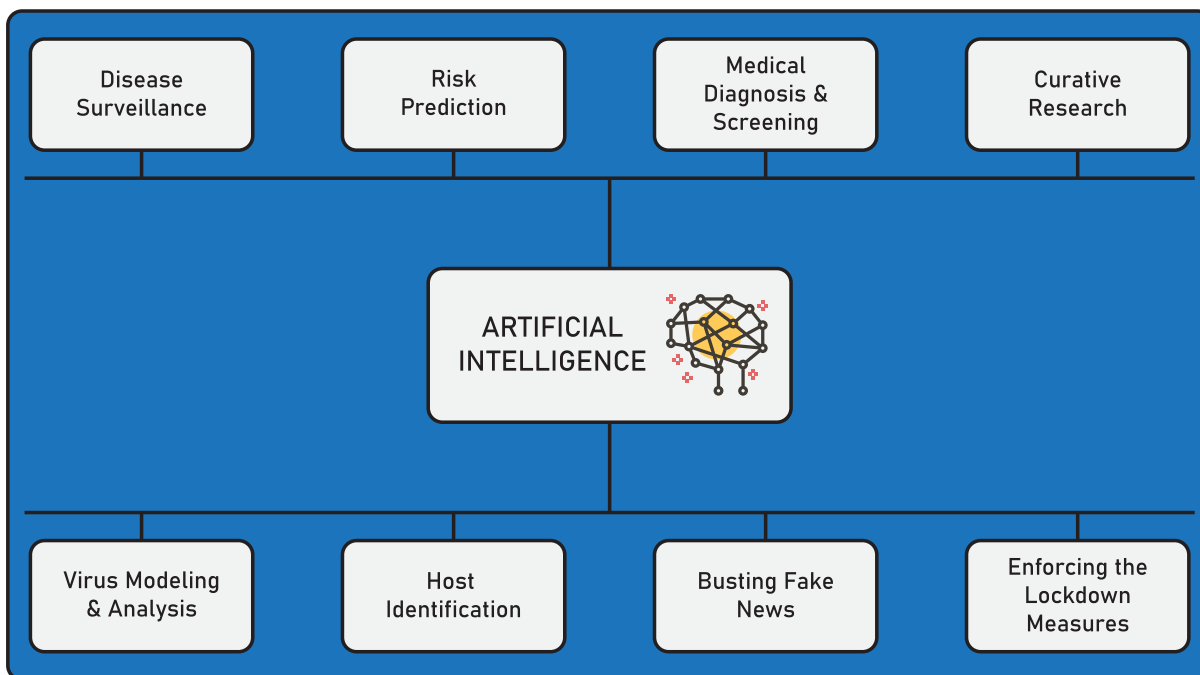 Disease
Surveillance
Risk
Prediction
Medical
Diagnosis &
Screening
Curative
Research
ARTIFICIAL
INTELLIGENCE
Virus Modeling
& Analysis
Host
Identification
Busting Fake
News
Enforcing the
Lockdown
Measures